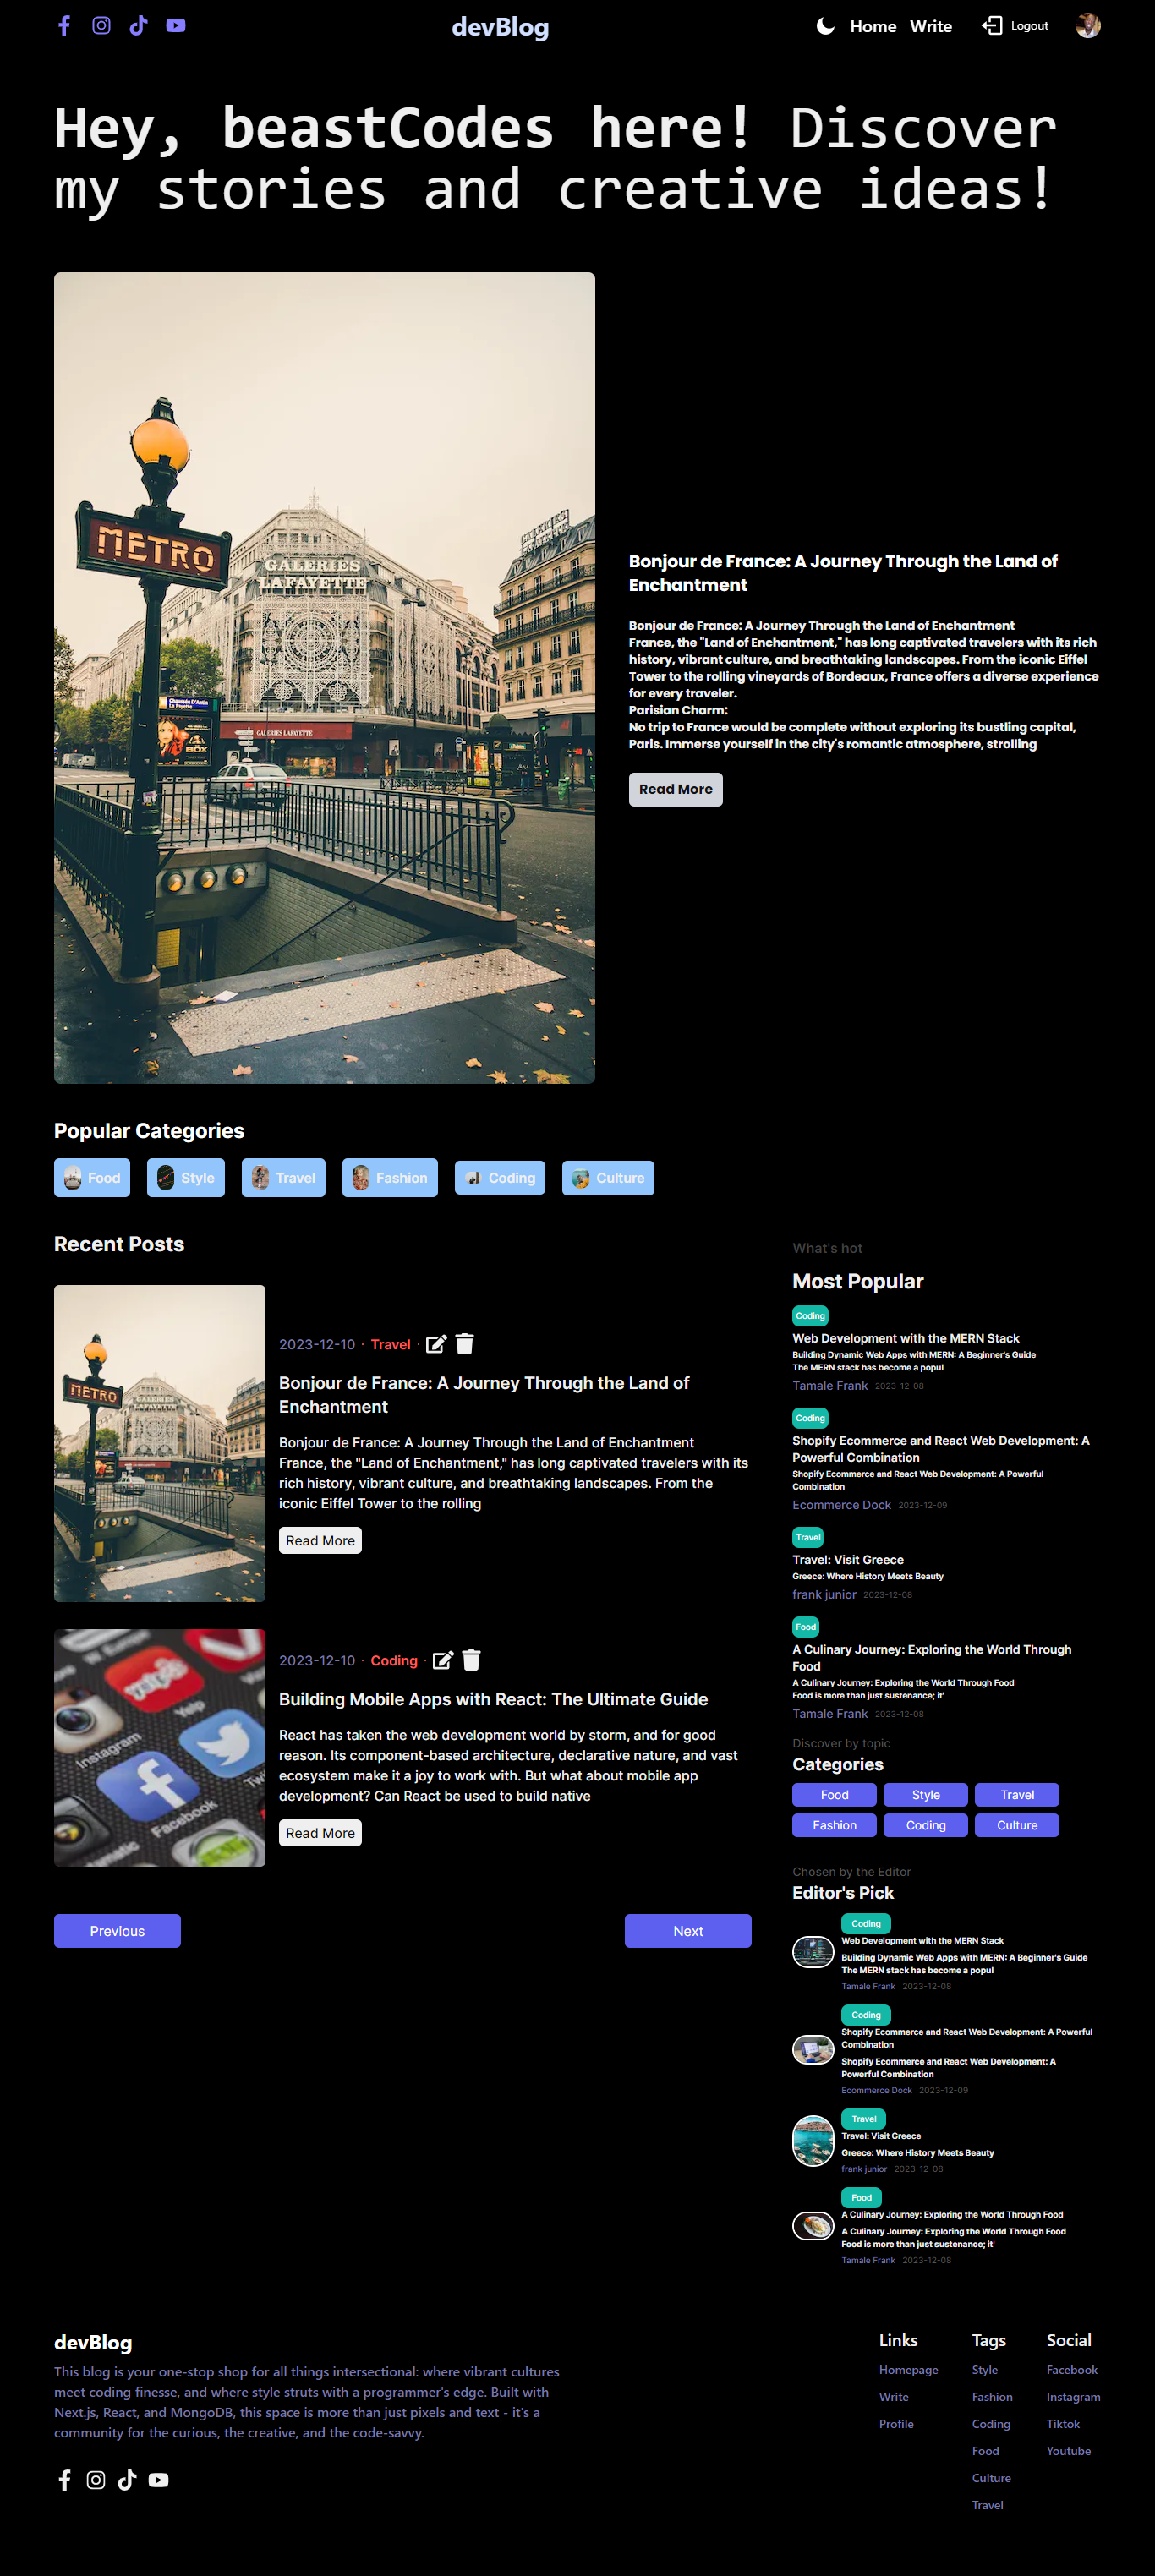 devBlog
Home Write Logout
Hey, beastCodes here! Discover
my stories and creative ideas!
METRO
GALERIES
LAFAYETTE
GALERIES
LAFAYETTE
Chaussée D'Antin
La Fayette
BOX
GALERIES LAFAYETTE
Bonjour de France: A Journey Through the Land of
Enchantment
Bonjour de France: A Journey Through the Land of Enchantment
France, the "Land of Enchantment," has long captivated travelers with its rich
history, vibrant culture, and breathtaking landscapes. From the iconic Eiffel
Tower to the rolling vineyards of Bordeaux, France offers a diverse experience
for every traveler.
Parisian Charm:
No trip to France would be complete without exploring its bustling capital,
Paris. Immerse yourself in the city's romantic atmosphere, strolling
Read More
Popular Categories
Food Style Travel Fashion Coding Culture
Recent Posts
METRO
GALERIES
LAFAYETTE
2023-12-10 · Travel ·
Bonjour de France: A Journey Through the Land of
Enchantment
Bonjour de France: A Journey Through the Land of Enchantment
France, the "Land of Enchantment," has long captivated travelers with its
rich history, vibrant culture, and breathtaking landscapes. From the
iconic Eiffel Tower to the rolling
Read More
Yelp
Instagram
Facebook
2023-12-10 · Coding ·
Building Mobile Apps with React: The Ultimate Guide
React has taken the web development world by storm, and for good
reason. Its component-based architecture, declarative nature, and vast
ecosystem make it a joy to work with. But what about mobile app
development? Can React be used to build native
Read More
Previous Next
What's hot
Most Popular
Coding
Web Development with the MERN Stack
Building Dynamic Web Apps with MERN: A Beginner's Guide
The MERN stack has become a popul
Tamale Frank 2023-12-08
Coding
Shopify Ecommerce and React Web Development: A
Powerful Combination
Shopify Ecommerce and React Web Development: A Powerful
Combination
Ecommerce Dock 2023-12-09
Travel
Travel: Visit Greece
Greece: Where History Meets Beauty
frank junior 2023-12-08
Food
A Culinary Journey: Exploring the World Through
Food
A Culinary Journey: Exploring the World Through Food
Food is more than just sustenance; it'
Tamale Frank 2023-12-08
Discover by topic
Categories
Food Style Travel
Fashion Coding Culture
Chosen by the Editor
Editor's Pick
Coding
Web Development with the MERN Stack
Building Dynamic Web Apps with MERN: A Beginner's Guide
The MERN stack has become a popul
Tamale Frank 2023-12-08
Coding
Shopify Ecommerce and React Web Development: A Powerful
Combination
Shopify Ecommerce and React Web Development: A
Powerful Combination
Ecommerce Dock 2023-12-09
Travel
Travel: Visit Greece
Greece: Where History Meets Beauty
frank junior 2023-12-08
Food
A Culinary Journey: Exploring the World Through Food
A Culinary Journey: Exploring the World Through Food
Food is more than just sustenance; it'
Tamale Frank 2023-12-08
devBlog
This blog is your one-stop shop for all things intersectional: where vibrant cultures
meet coding finesse, and where style struts with a programmer's edge. Built with
Next.js, React, and MongoDB, this space is more than just pixels and text - it's a
community for the curious, the creative, and the code-savvy.
Links
Homepage
Write
Profile
Tags
Style
Fashion
Coding
Food
Culture
Travel
Social
Facebook
Instagram
Tiktok
Youtube